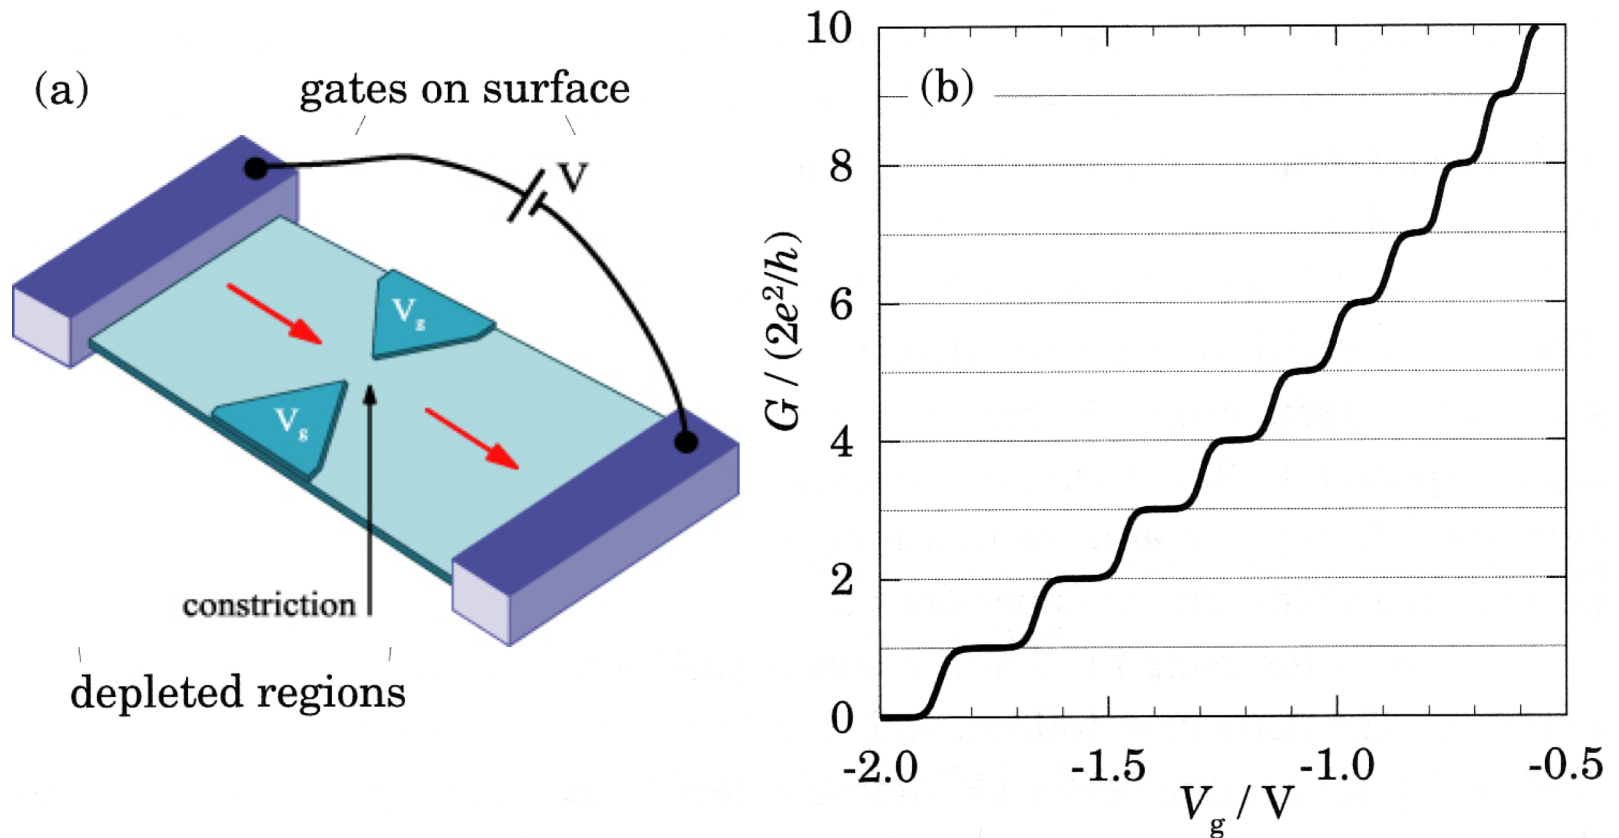 (a)
gates on surface
V
V_g
V_g
constriction
depleted regions
(b)
G / (2e²/h)
10
8
6
4
2
0
-2.0 -1.5 -1.0 -0.5
V_g / V